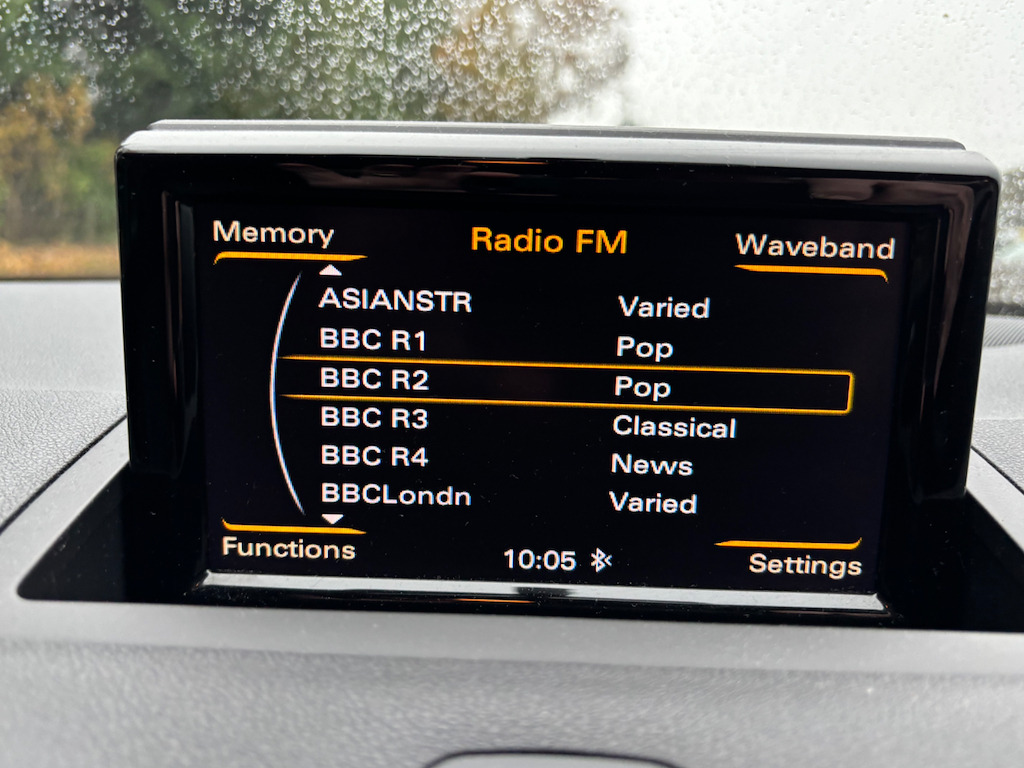 Memory Radio FM Waveband
ASIANSTR Varied
BBC R1 Pop
BBC R2 Pop
BBC R3 Classical
BBC R4 News
BBCLondn Varied
Functions 10:05 Settings